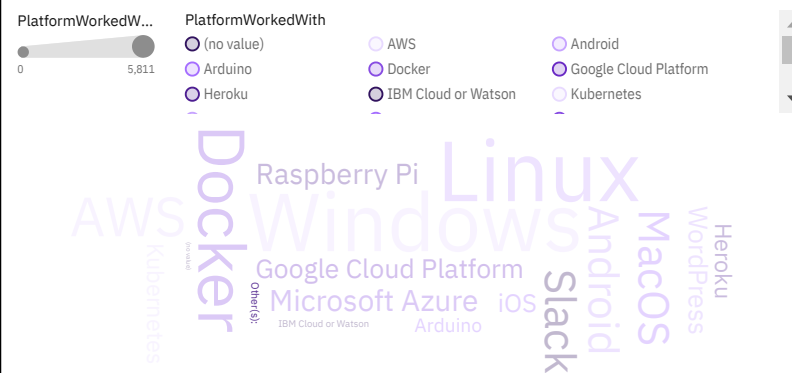 PlatformWorkedW...
0
5,811
PlatformWorkedWith
(no value)
AWS
Android
Arduino
Docker
Google Cloud Platform
Heroku
IBM Cloud or Watson
Kubernetes
Docker
Raspberry Pi
Linux
AWS
Windows
Kubernetes
(no value)
Google Cloud Platform
Other(s):
Microsoft Azure
iOS
IBM Cloud or Watson
Arduino
Slack
Android
MacOS
WordPress
Heroku